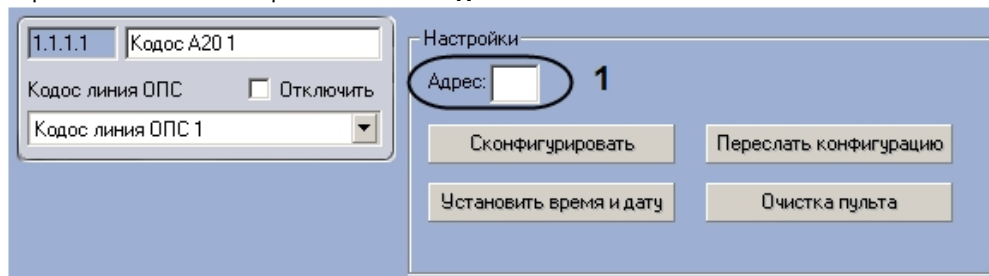 1.1.1.1 Кодос А20 1
Кодос линия ОПС Отключить
Кодос линия ОПС 1
Настройки
Адрес: 1
Сконфигурировать Переслать конфигурацию
Установить время и дату Очистка пульта